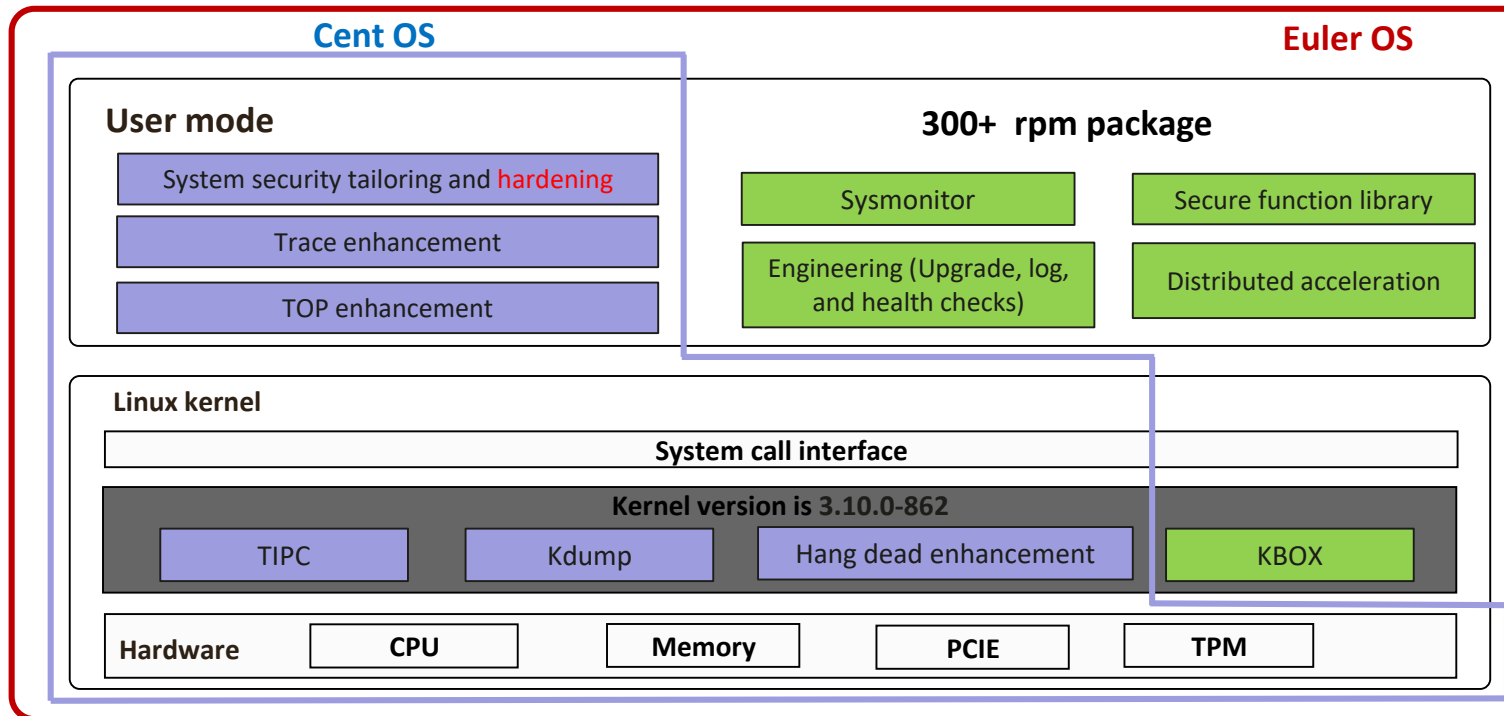 Cent OS
Euler OS
User mode
300+ rpm package
System security tailoring and hardening
Trace enhancement
TOP enhancement
Sysmonitor
Secure function library
Engineering (Upgrade, log,
and health checks)
Distributed acceleration
Linux kernel
System call interface
Kernel version is 3.10.0-862
TIPC
Kdump
Hang dead enhancement
KBOX
Hardware
CPU
Memory
PCIE
TPM